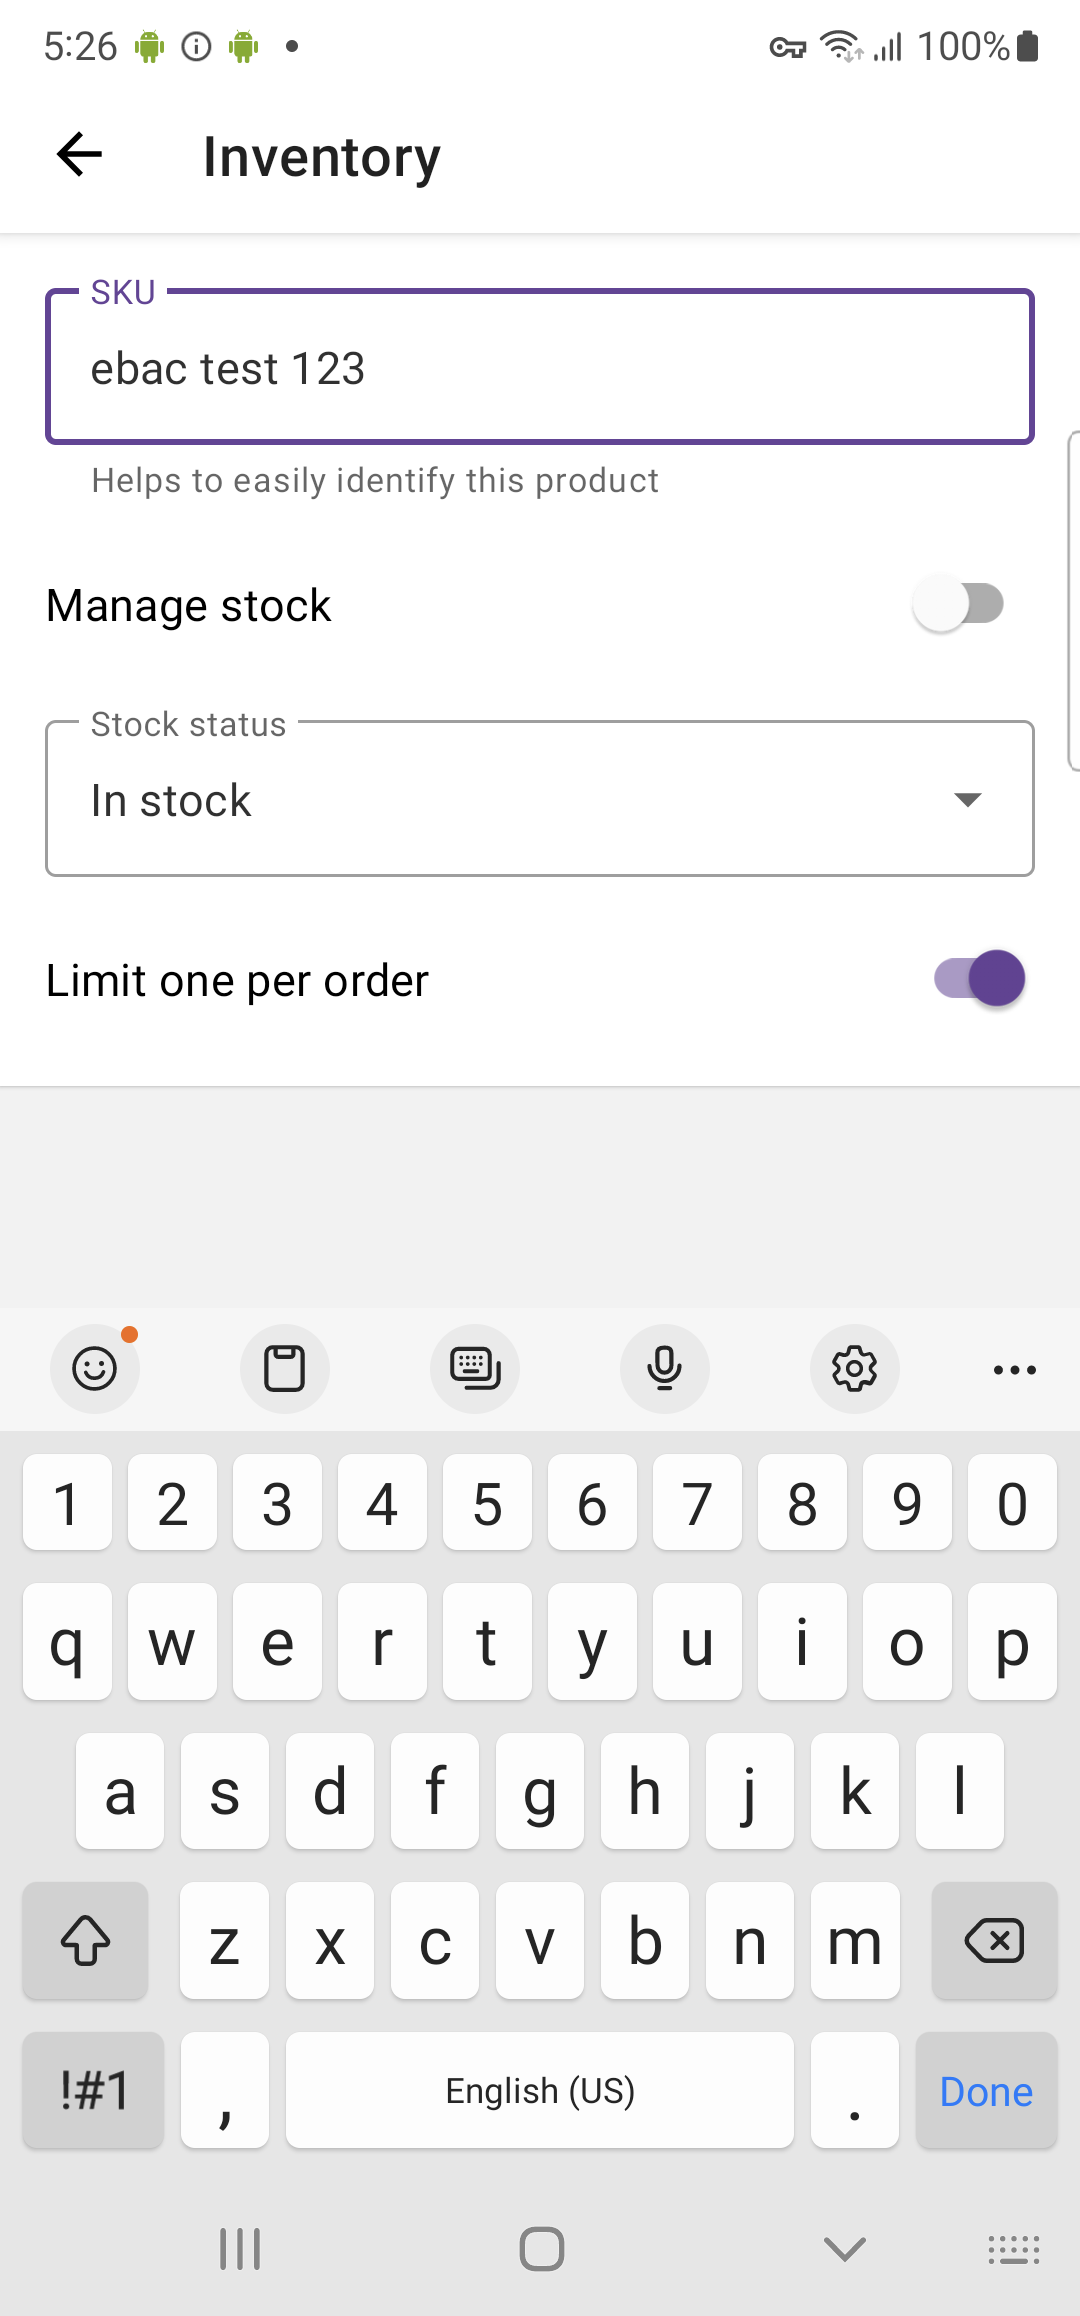 5:26 100%
Inventory
SKU
ebac test 123
Helps to easily identify this product
Manage stock
Stock status
In stock
Limit one per order
1 2 3 4 5 6 7 8 9 0
q w e r t y u i o p
a s d f g h j k l
z x c v b n m
!#1 , English (US) . Done